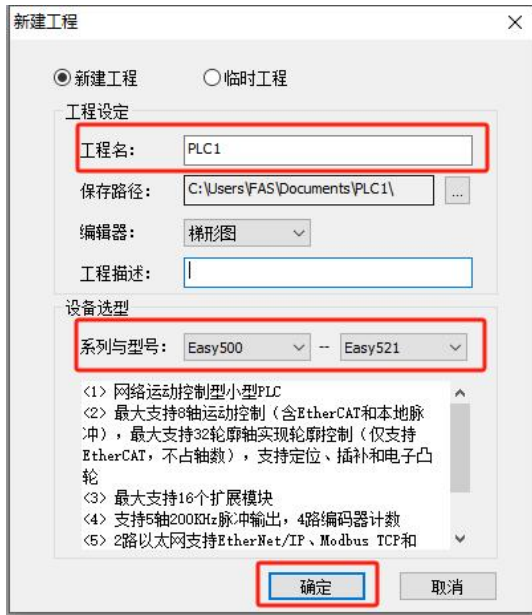 新建工程
新建工程 临时工程
工程设定
工程名: PLC1
保存路径: C:\Users\FAS\Documents\PLC1\ ...
编辑器: 梯形图
工程描述:
设备选型
系列与型号: Easy500 -- Easy521
<1> 网络运动控制型小型PLC
<2> 最大支持8轴运动控制(含EtherCAT和本地脉
冲),最大支持32轮廓轴实现轮廓控制(仅支持
EtherCAT,不占轴数),支持定位、插补和电子凸
轮
<3> 最大支持16个扩展模块
<4> 支持5轴200KHz脉冲输出,4路编码器计数
<5> 2路以太网支持EtherNet/IP、Modbus TCP和
确定 取消